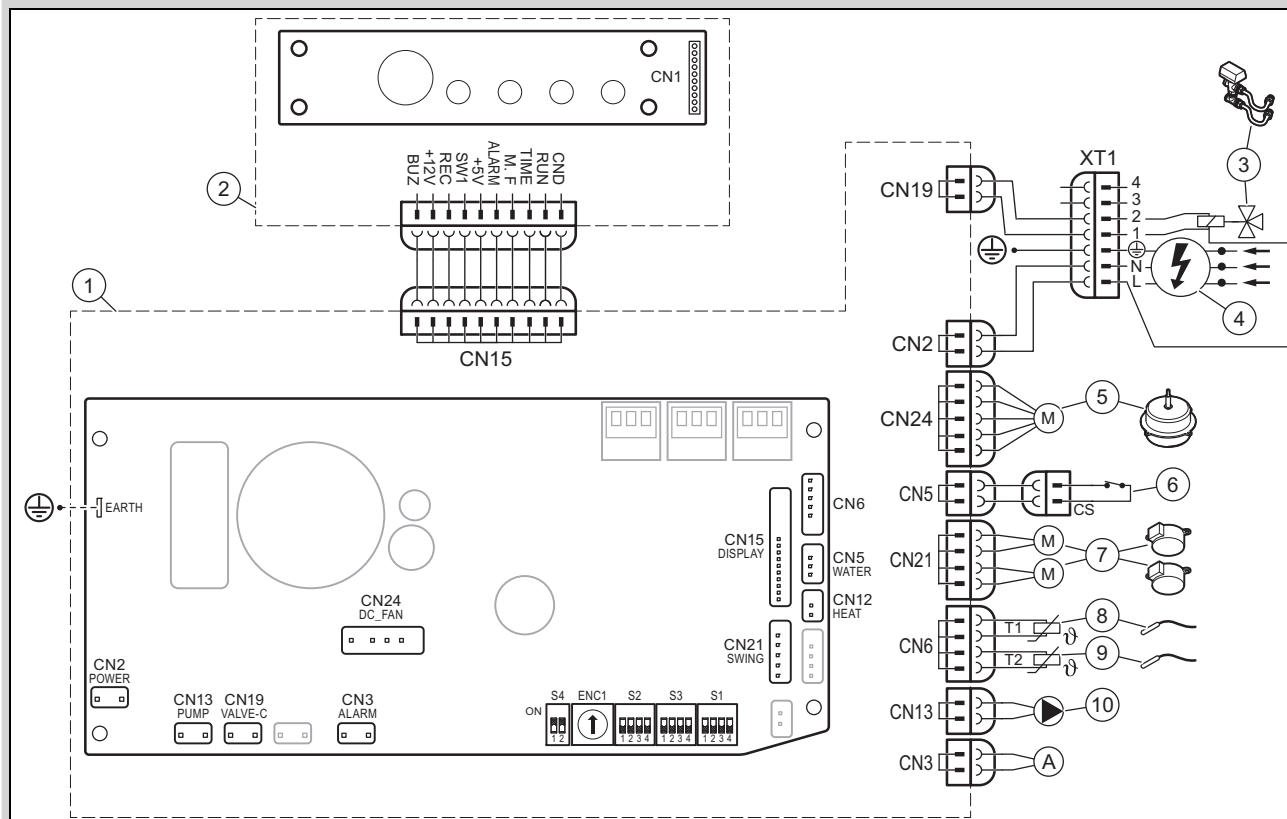 CN1
BUZ
+12V
REC
SW1
+5V
ALARM
M. F
TIME
RUN
CND
2
1
CN15
CN19
XT1
4
3
2
1
N
L
3
4
CN2
CN24
M
5
CN5
CS
6
CN21
M
M
7
CN6
T1
ϑ
8
T2
ϑ
9
CN13
10
CN3
A
EARTH
CN6
CN15
DISPLAY
CN5
WATER
CN12
HEAT
CN24
DC_FAN
CN21
SWING
CN2
POWER
CN13
PUMP
CN19
VALVE-C
CN3
ALARM
S4
ENC1
S2
S3
S1
ON
1 2
1 2 3 4
1 2 3 4
1 2 3 4